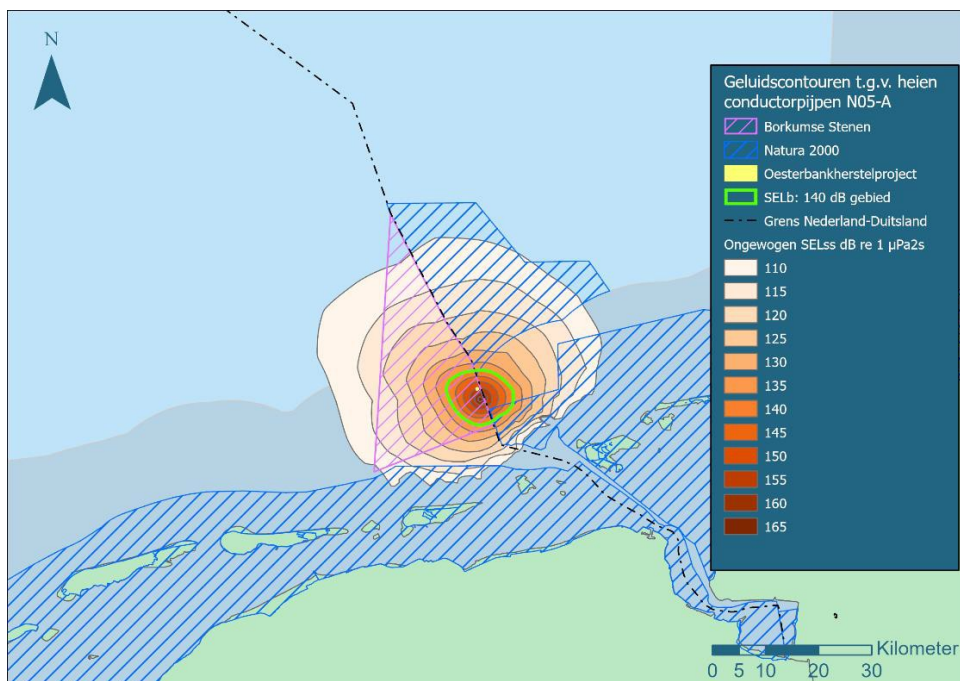 N
Geluidscontouren t.g.v. heien
conductorpijpen N05-A
Borkumse Stenen
Natura 2000
Oesterbankherstelproject
SELb: 140 dB gebied
Grens Nederland-Duitsland
Ongewogen SELss dB re 1 µPa2s
110
115
120
125
130
135
140
145
150
155
160
165
Kilometer
0 5 10 20 30